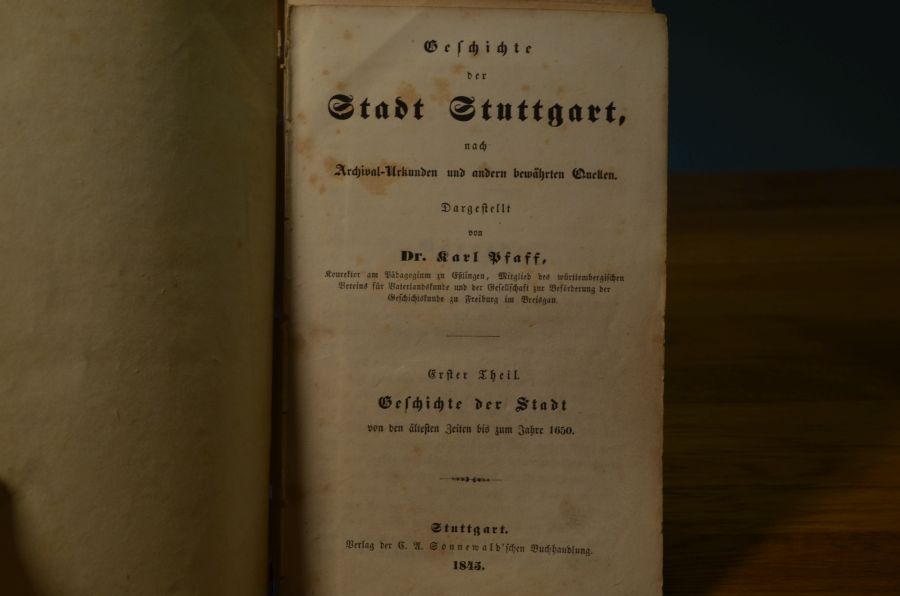 Geſchichte
der
Stadt Stuttgart,
nach
Archival-Urkunden und andern bewährten Quellen.
Dargeſtellt
von
Dr. Karl Pfaff,
Konrektor am Pädagogium zu Eßlingen, Mitglied des württembergiſchen
Vereins für Vaterlandskunde und der Geſellſchaft zur Beförderung der
Geſchichtskunde zu Freiburg im Breisgau.
Erſter Theil.
Geſchichte der Stadt
von den älteſten Zeiten bis zum Jahre 1650.
Stuttgart.
Verlag der C. A. Sonnewald'ſchen Buchhandlung.
1845.